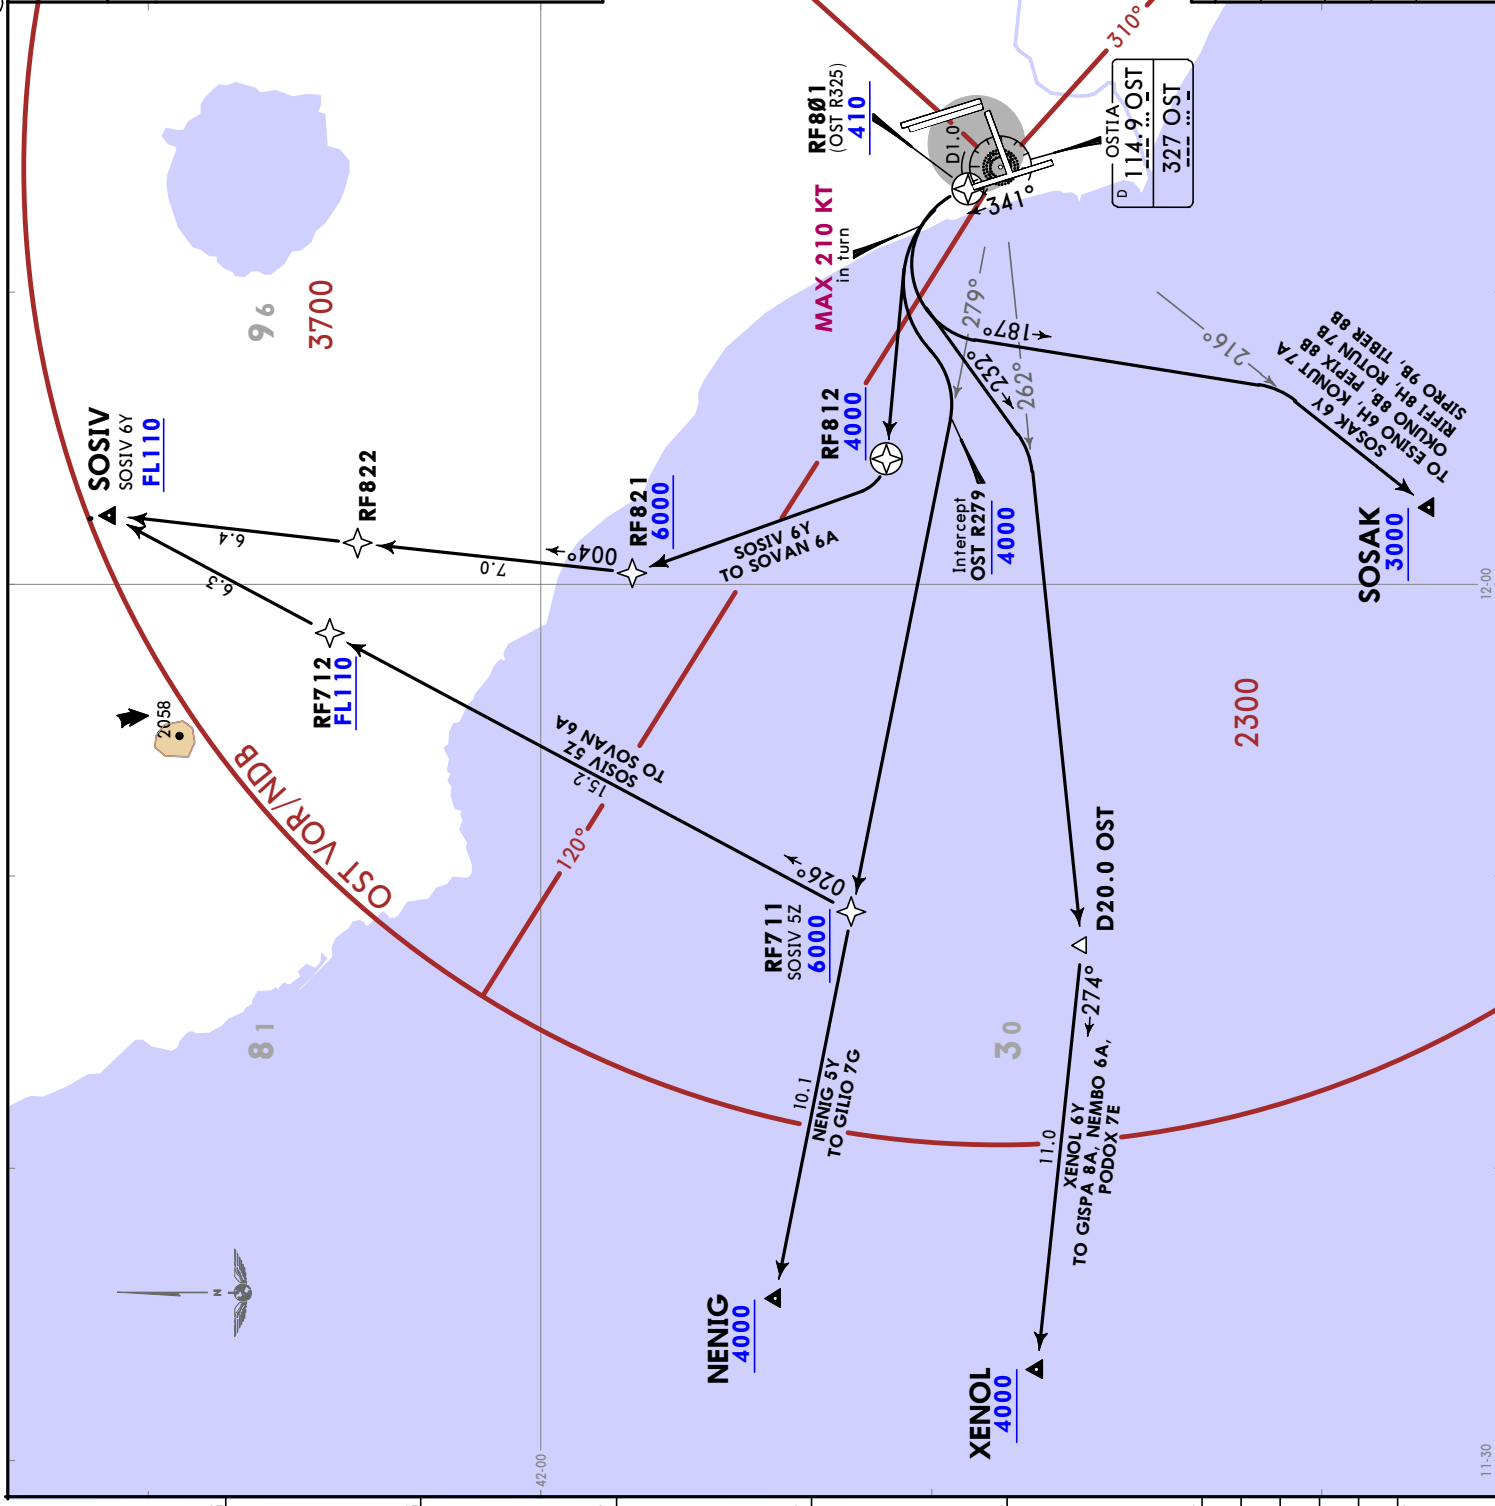 310°
RF8Ø1
(OST R325)
410
D1.0
OSTIA
D
114.9 OST
327 OST
341°
MAX 210 KT
in turn
96
3700
279°
187°
232°
262°
216°
SOSAK 6Y
TO ESINO 6H, KONUT 7A
OKUNO 8B, PEPIX 8B
RIFFI 8H, ROTUN 7B
SIPRO 9B, TIBER 8B
SOSIV
SOSIV 6Y
FL110
RF822
RF812
4000
RF821
6000
6.4
7.0
004°
6.3
SOSIV 6Y
TO SOVAN 6A
Intercept
OST R279
4000
SOSAK
3000
12-00
RF712
FL110
2058
OST VOR/NDB
SOSIV 5Z
TO SOVAN 6A
15.2
120°
2300
026°
RF711
SOSIV 5Z
6000
D20.0 OST
274°
81
30
10.1
NENIG 5Y
TO GILIO 7G
11.0
XENOL 6Y
TO GISPA 8A, NEMBO 6A,
PODOX 7E
N
NENIG
4000
XENOL
4000
42-00
11-30